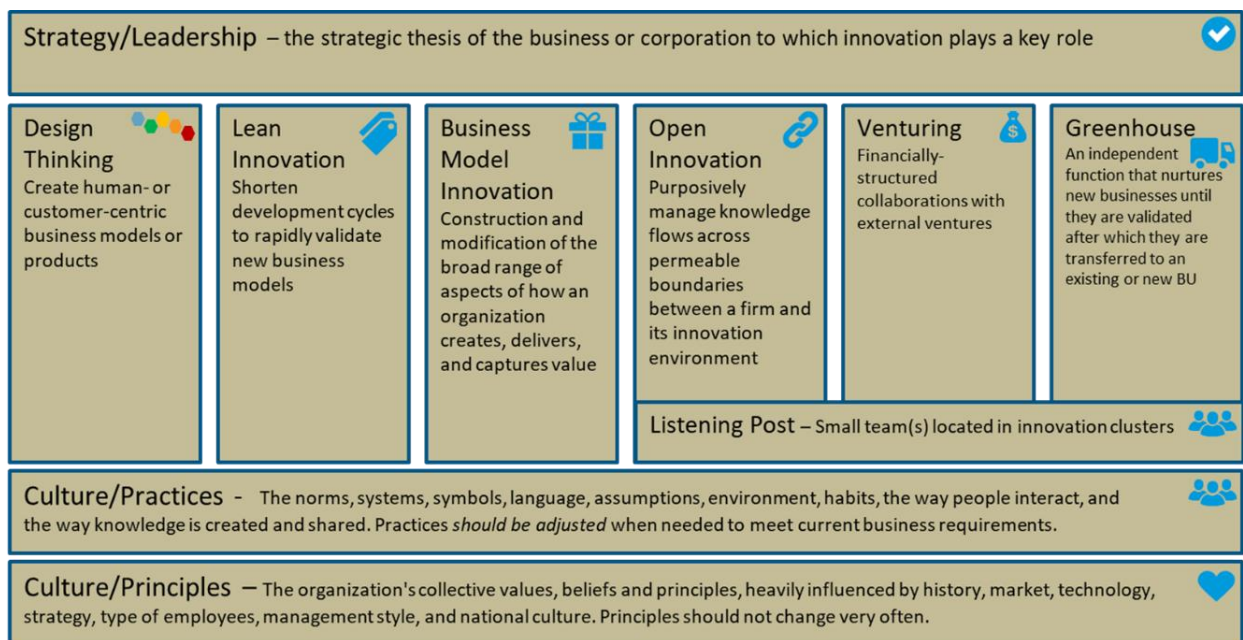 Strategy/Leadership – the strategic thesis of the business or corporation to which innovation plays a key role
Design
Thinking
Create human- or
customer-centric
business models or
products
Lean
Innovation
Shorten
development cycles
to rapidly validate
new business
models
Business
Model
Innovation
Construction and
modification of the
broad range of
aspects of how an
organization
creates, delivers,
and captures value
Open
Innovation
Purposively
manage knowledge
flows across
permeable
boundaries
between a firm and
its innovation
environment
Venturing
Financially-
structured
collaborations with
external ventures
$
Greenhouse
An independent
function that nurtures
new businesses until
they are validated
after which they are
transferred to an
existing or new BU
Listening Post – Small team(s) located in innovation clusters
Culture/Practices - The norms, systems, symbols, language, assumptions, environment, habits, the way people interact, and
the way knowledge is created and shared. Practices should be adjusted when needed to meet current business requirements.
Culture/Principles – The organization's collective values, beliefs and principles, heavily influenced by history, market, technology,
strategy, type of employees, management style, and national culture. Principles should not change very often.